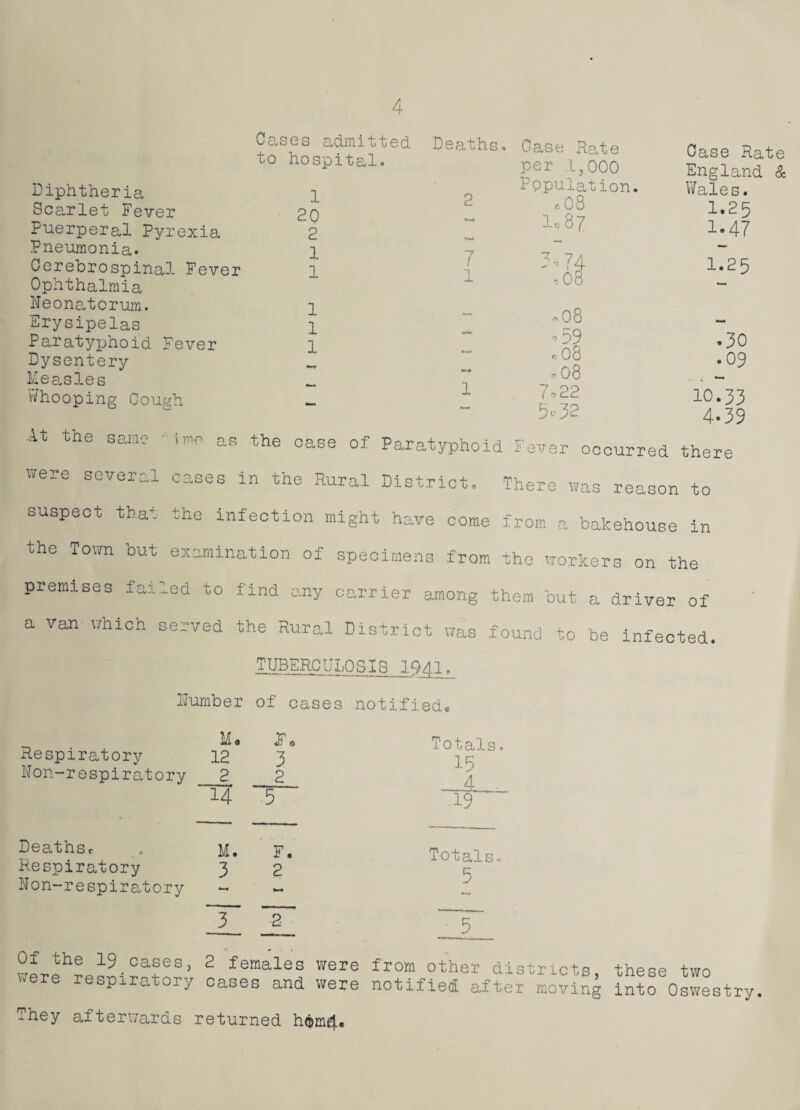 4
Cases admitted to hospital. Deaths. Case Rate per 1,000 Population. Case Rate England & Wales.
Diphtheria 1 2 .08 1.25
Scarlet Fever 20 - 1.87 1.47
Puerperal Pyrexia 2 - - -
Pneumonia. 1 7 3.74 1.25
Cerebrospinal Fever 1 1 .08 -
Ophthalmia
Neonatorum. 1 - .08 -
Erysipelas 1 - .59 .30
Paratyphoid Fever 1 - .08 .09
Dysentery - - .08 -
Measles - 1 7.22 10.33
Whooping Cough - - 5.32 4.39
At the same time as the case of Paratyphoid Fever occurred there
were several cases in the Rural District. There was reason to
suspect that the infection might have come from a bakehouse in
the Town but examination of specimens from the workers on the
premises failed to find any carrier among them but a driver of
a van which served the Rural District was found to be infected.
TUBERCULOSIS 1941.
Number of cases notified.
M. F. Totals.
Respiratory 12 3 15
Non-respiratory 2 2 4
14 5 19
Deaths. M. F. Totals.
Respiratory 3 2 5
Non-respiratory - - -
3 2 5
Of the 19 cases, 2 females were from other districts, these two
were respiratory cases and were notified after moving into Oswestry.
They afterwards returned home.